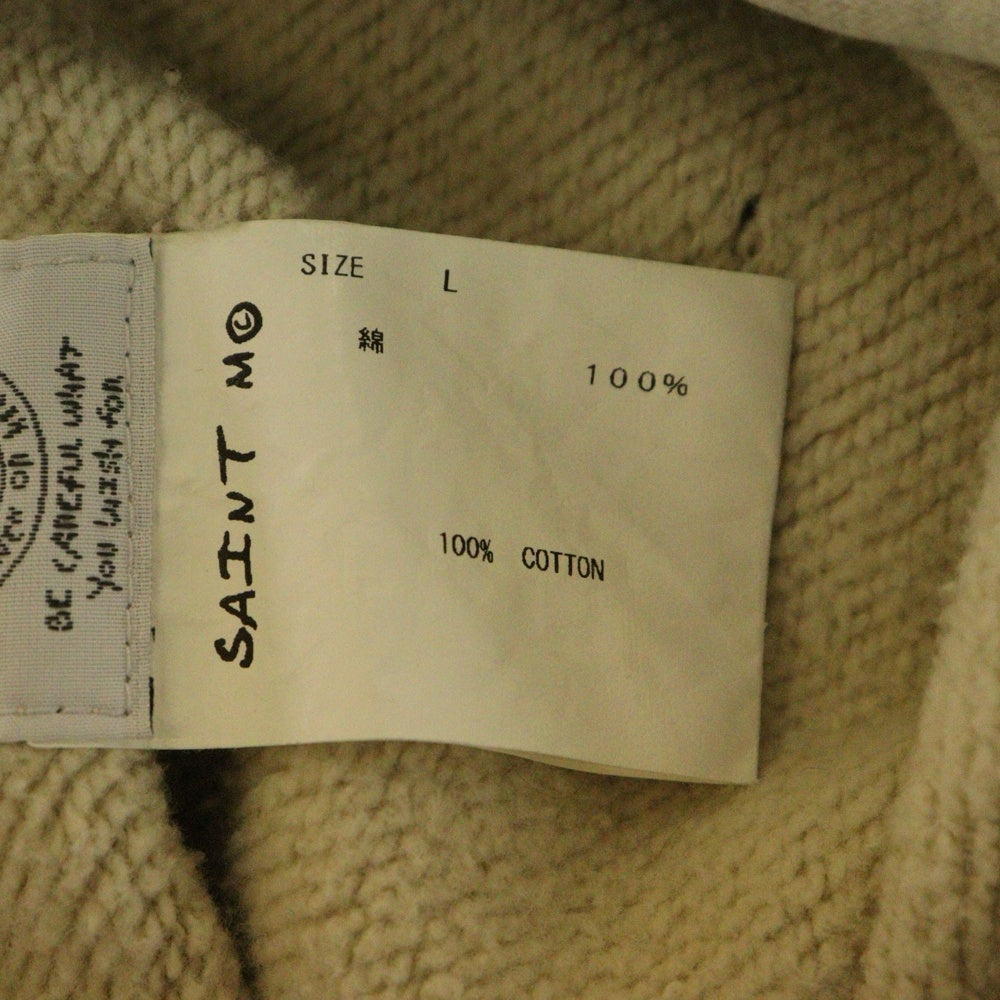 SIZE L
綿 100%
100% COTTON
SAINT M
BE CAREFUL WHAT
YOU WISH FOR